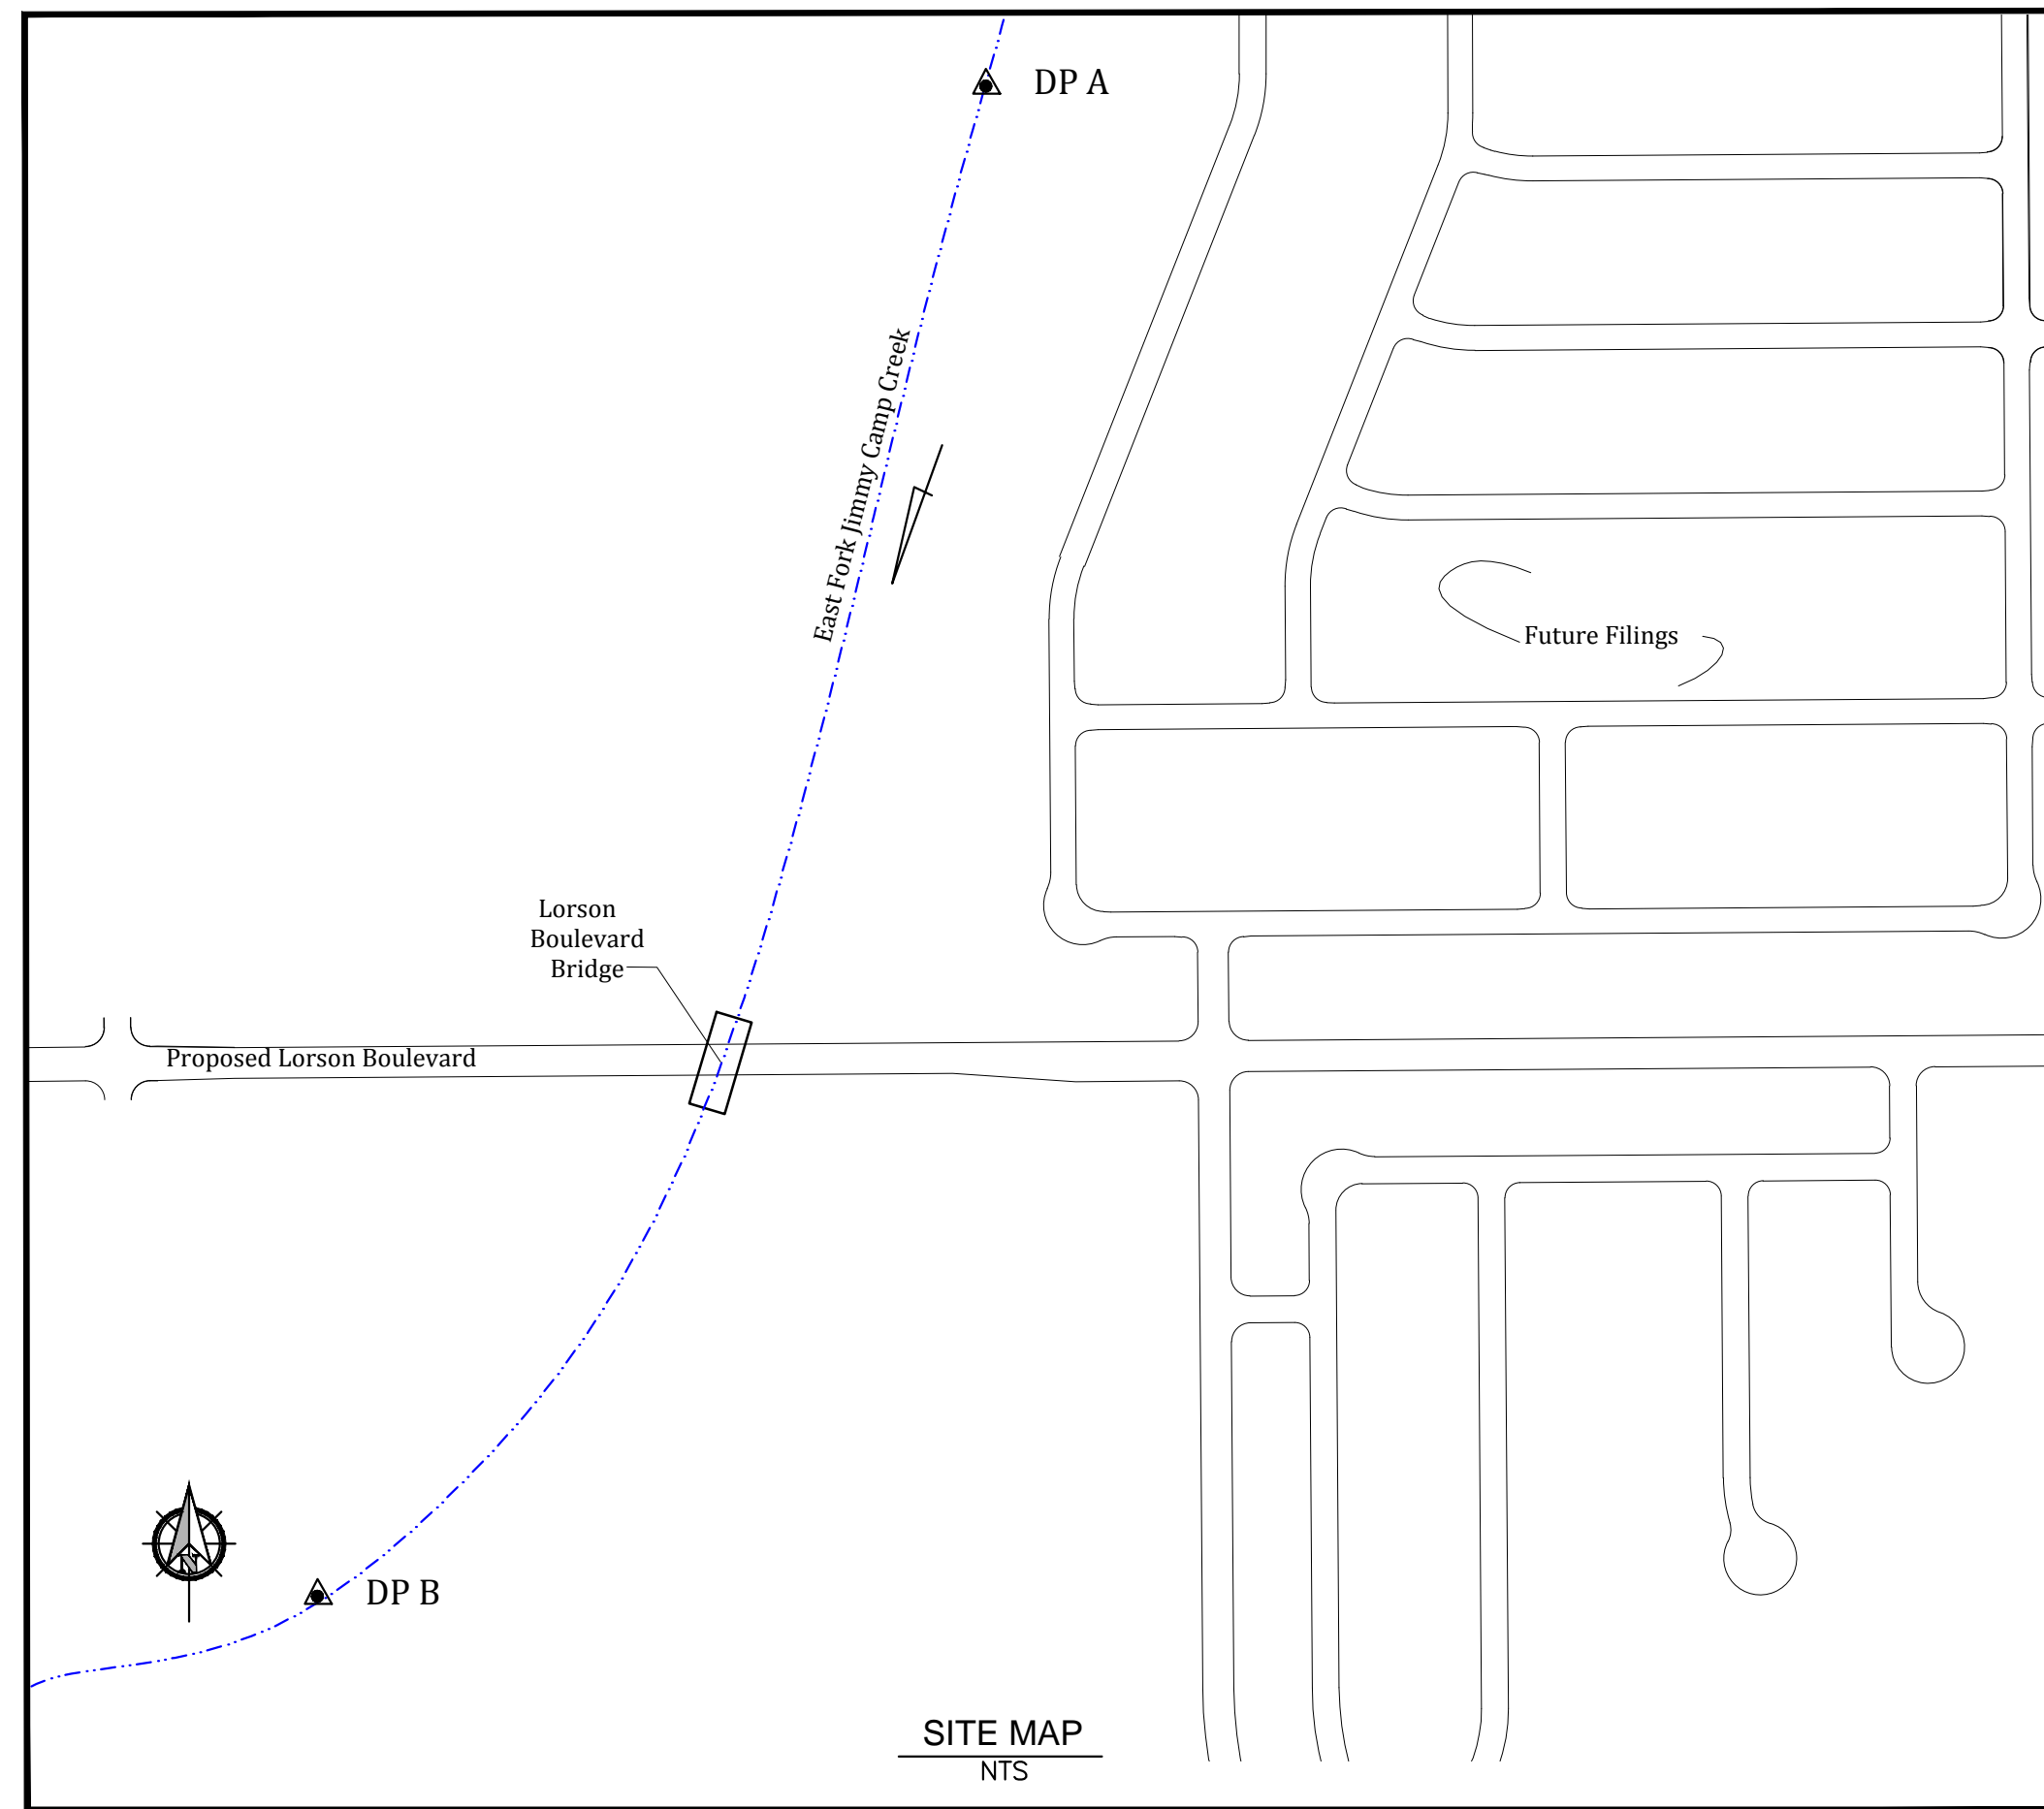 DP A
East Fork Jimmy Camp Creek
Future Filings
Lorson
Boulevard
Bridge
Proposed Lorson Boulevard
N
DP B
SITE MAP
NTS